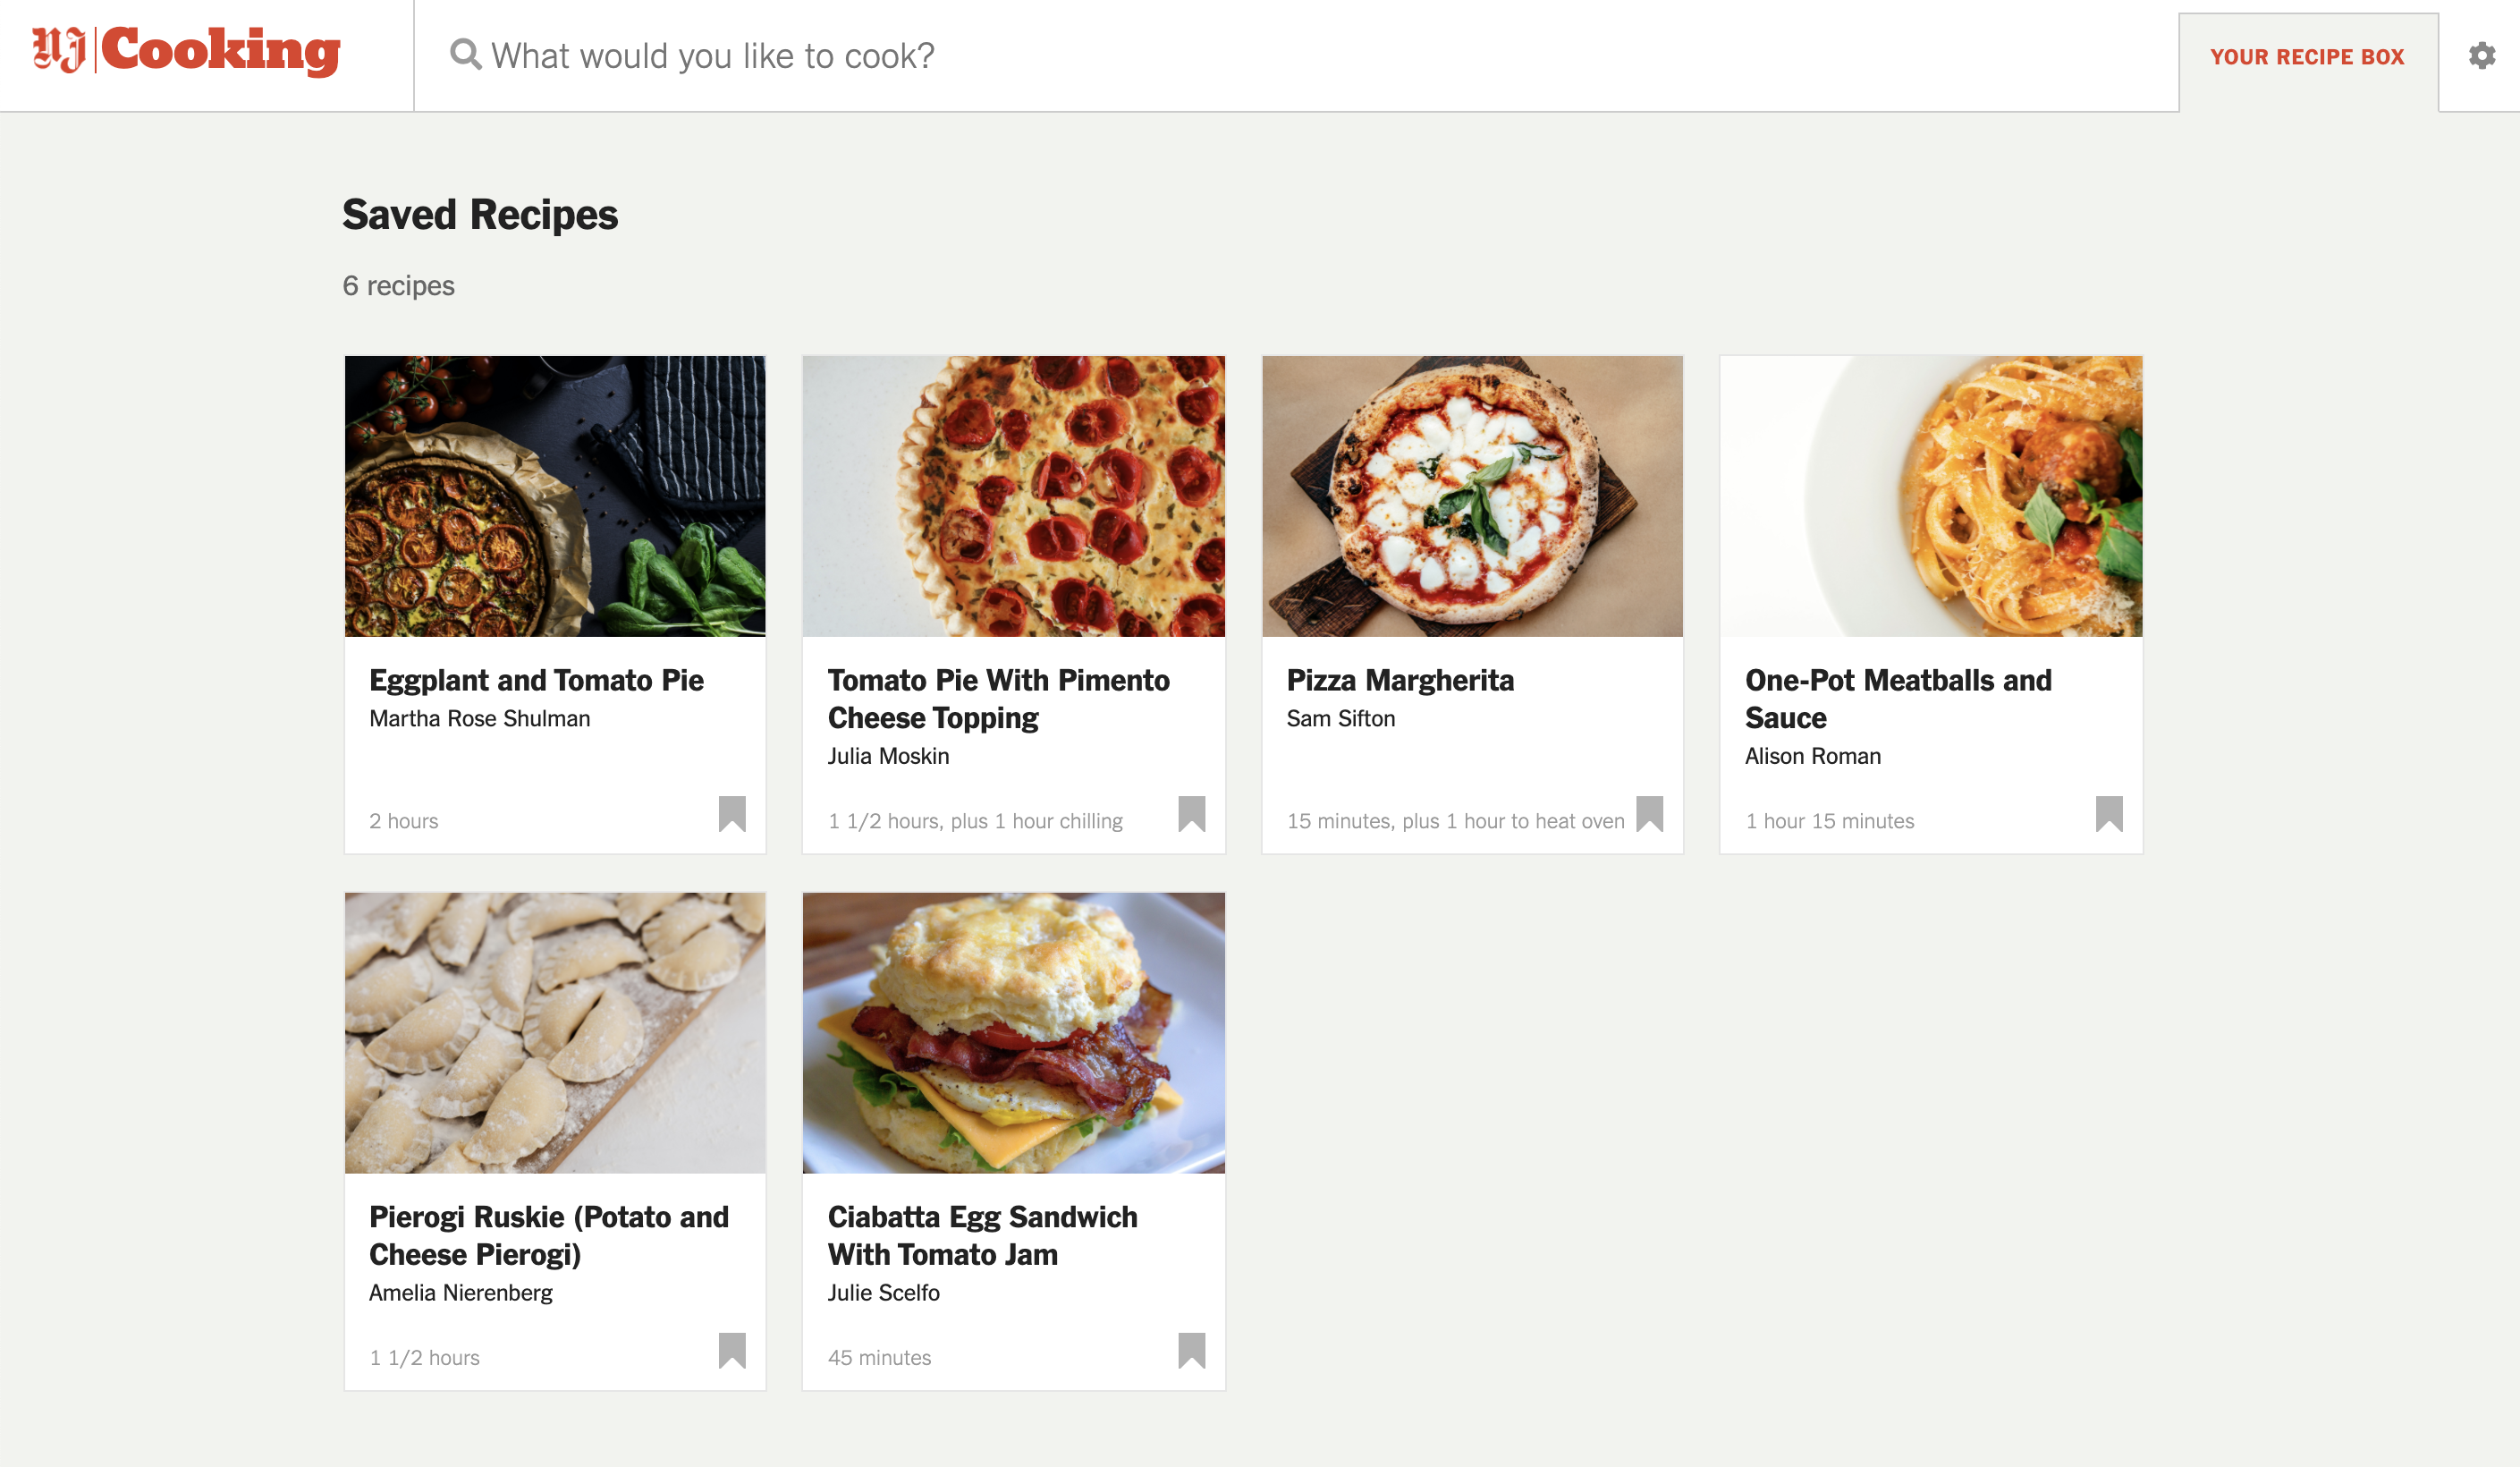 NJ Cooking
What would you like to cook?
YOUR RECIPE BOX
Saved Recipes
6 recipes
Eggplant and Tomato Pie
Martha Rose Shulman
2 hours
Tomato Pie With Pimento
Cheese Topping
Julia Moskin
1 1/2 hours, plus 1 hour chilling
Pizza Margherita
Sam Sifton
15 minutes, plus 1 hour to heat oven
One-Pot Meatballs and
Sauce
Alison Roman
1 hour 15 minutes
Pierogi Ruskie (Potato and
Cheese Pierogi)
Amelia Nierenberg
1 1/2 hours
Ciabatta Egg Sandwich
With Tomato Jam
Julie Scelfo
45 minutes